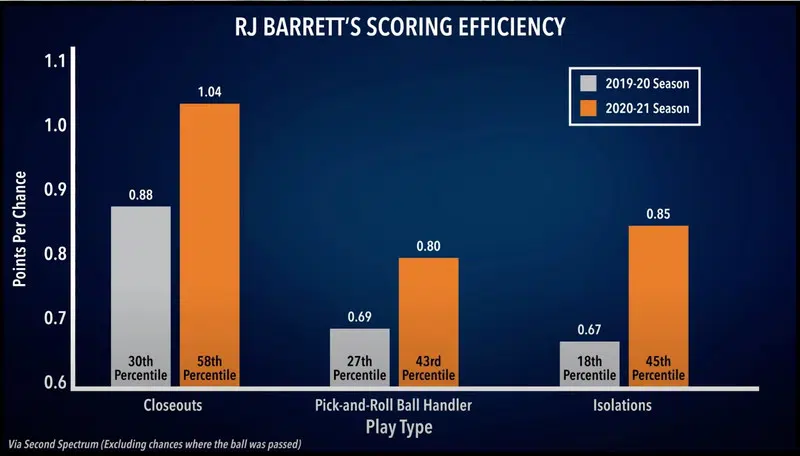 RJ BARRETT'S SCORING EFFICIENCY
1.1
1.0
0.9
0.8
0.7
0.6
Points Per Chance
2019-20 Season
2020-21 Season
0.88
1.04
0.69
0.80
0.67
0.85
30th
Percentile
58th
Percentile
27th
Percentile
43rd
Percentile
18th
Percentile
45th
Percentile
Closeouts
Pick-and-Roll Ball Handler
Isolations
Play Type
Via Second Spectrum (Excluding chances where the ball was passed)